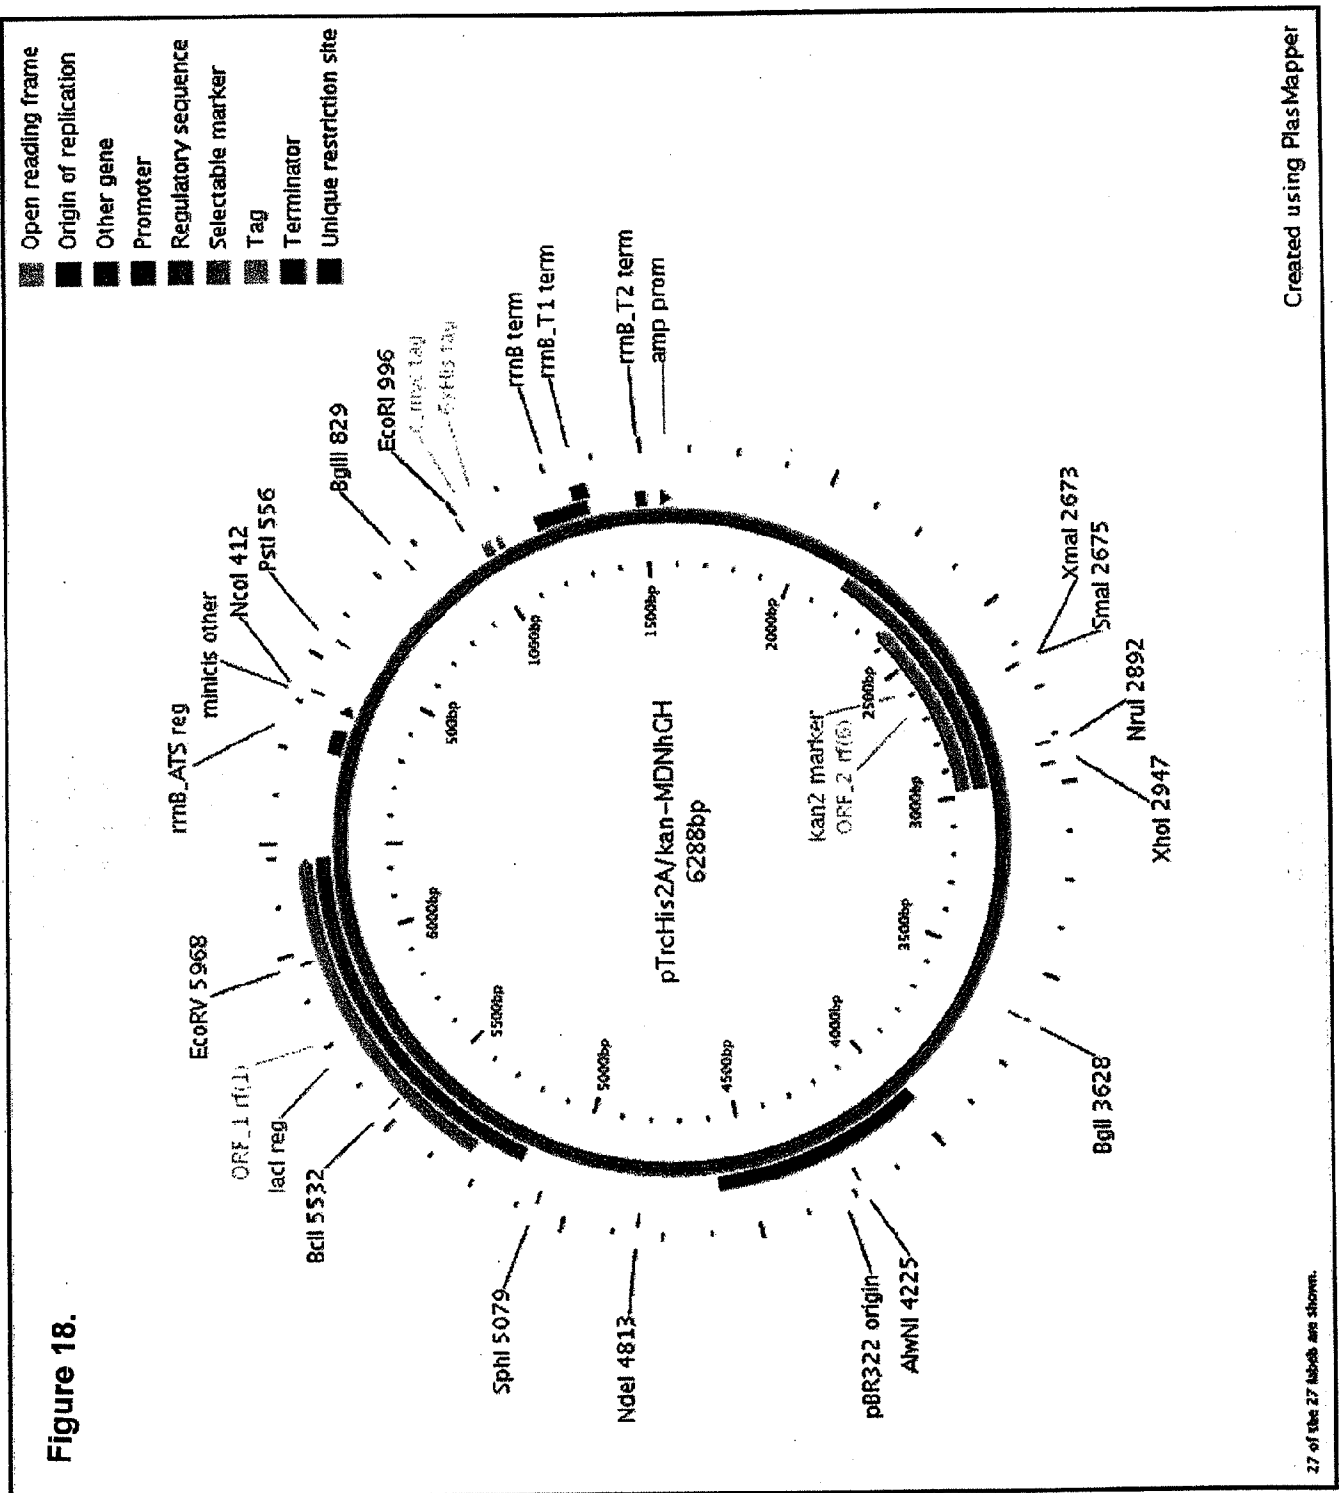 Figure 18.
Open reading frame
Origin of replication
Other gene
Promoter
Regulatory sequence
Selectable marker
Tag
Terminator
Unique restriction site
rrnB_ATS reg
minicis other
NcoI 412
PstI 556
BglII 829
EcoRI 996
C_myc tag
6xHis tag
rrnB term
rrnB_T1 term
rrnB_T2 term
amp prom
XmaI 2673
SmaI 2675
NruI 2892
XhoI 2947
BglI 3628
AlwNI 4225
pBR322 origin
NdeI 4813
SphI 5079
BclI 5532
lacI reg
ORF_1 rf(1)
EcoRV 5968
kan2 marker
ORF_2 rf(6)
500bp
1000bp
1500bp
2000bp
2500bp
3000bp
3500bp
4000bp
4500bp
5000bp
5500bp
6000bp
pTrcHis2A/kan-MDNhGH
6288bp
27 of the 27 labels are shown.
Created using PlasMapper